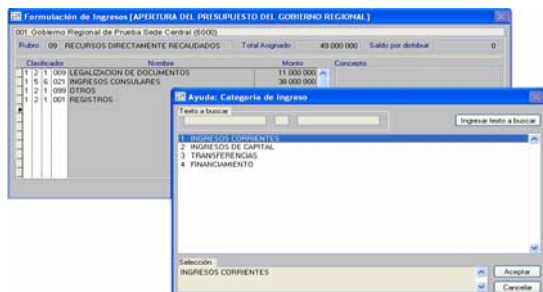 Formulación de Ingresos [APERTURA DEL PRESUPUESTO DEL GOBIERNO REGIONAL]
001 Gobierno Regional de Prueba Sede Central (6000)
Rubro 09 RECURSOS DIRECTAMENTE RECAUDADOS Total Asignado 49 000 000 Saldo por distribuir 0
Clasificador Nombre Monto Concepto
1 2 1 009 LEGALIZACION DE DOCUMENTOS 11 000 000
1 5 6 021 INGRESOS CONSULARES 38 000 000
1 2 1 099 OTROS
1 2 1 001 REGISTROS
Ayuda: Categoría de Ingreso
Texto a buscar
Ingresar texto a buscar
1 INGRESOS CORRIENTES
2 INGRESOS DE CAPITAL
3 TRANSFERENCIAS
4 FINANCIAMIENTO
Selección
INGRESOS CORRIENTES
Aceptar
Cancelar